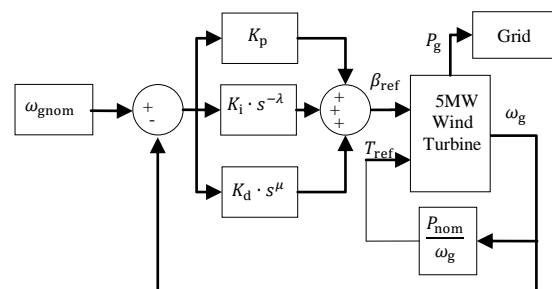 K_p
P_g
Grid
ω_gnom
+
-
K_i · s^{-λ}
+
+
+
β_ref
5MW
Wind
Turbine
ω_g
T_ref
K_d · s^μ
P_nom
ω_g